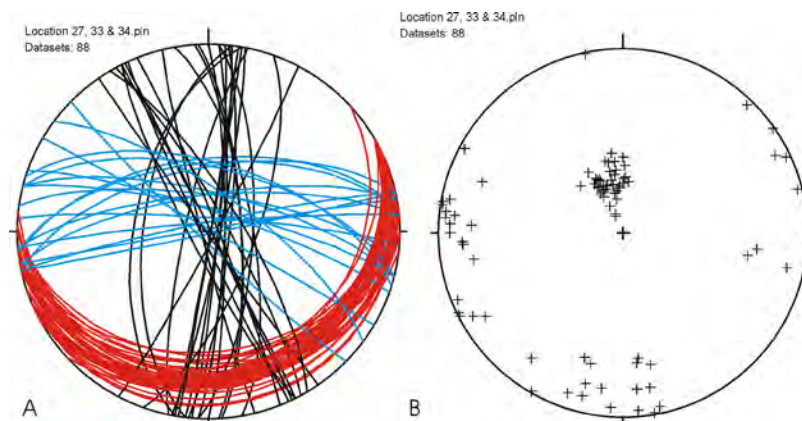 Location 27, 33 & 34.pln
Datasets: 88
A
Location 27, 33 & 34.pln
Datasets: 88
B